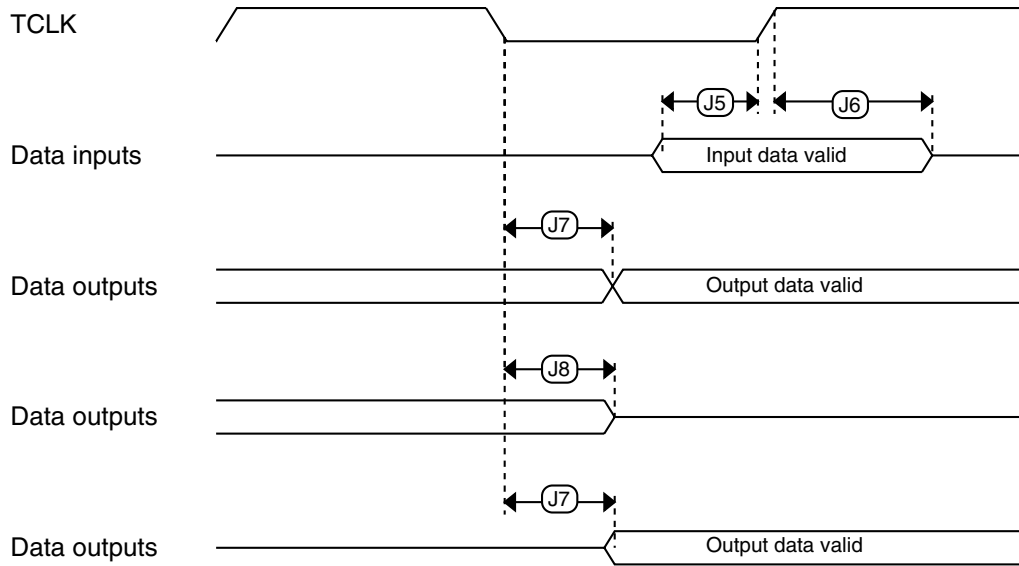 TCLK
J5
J6
Data inputs
Input data valid
J7
Data outputs
Output data valid
J8
Data outputs
J7
Data outputs
Output data valid